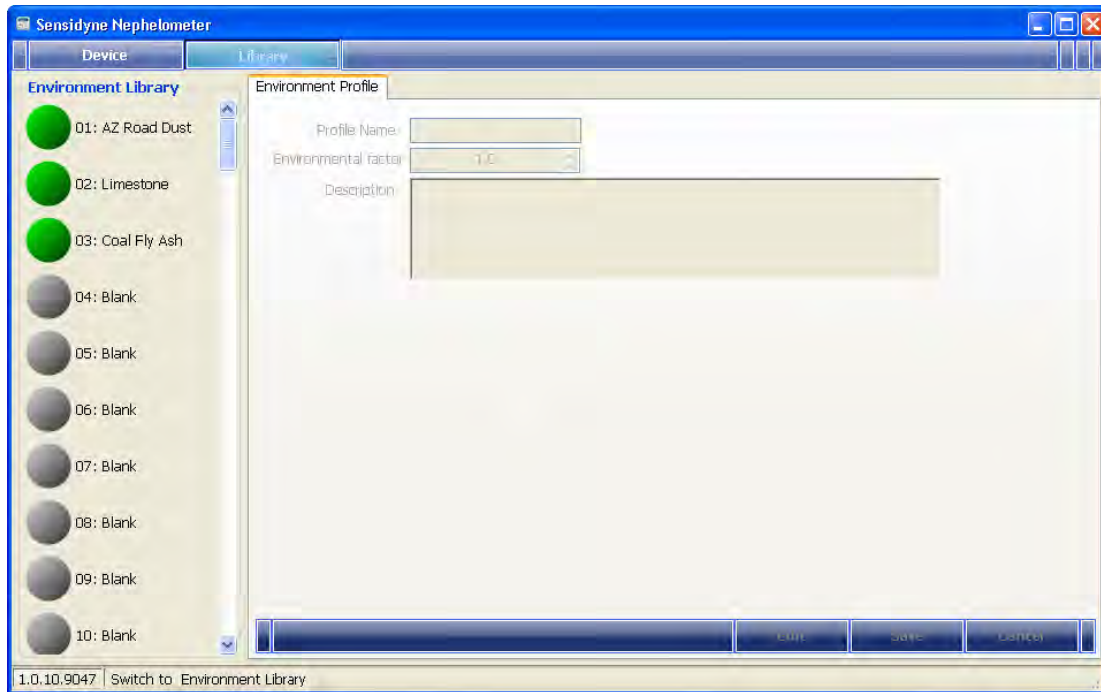 Sensidyne Nephelometer
Device
Library
Environment Library
01: AZ Road Dust
02: Limestone
03: Coal Fly Ash
04: Blank
05: Blank
06: Blank
07: Blank
08: Blank
09: Blank
10: Blank
Environment Profile
Profile Name
Environmental factor
1.0
Description
Edit
Save
Cancel
1.0.10.9047
Switch to Environment Library